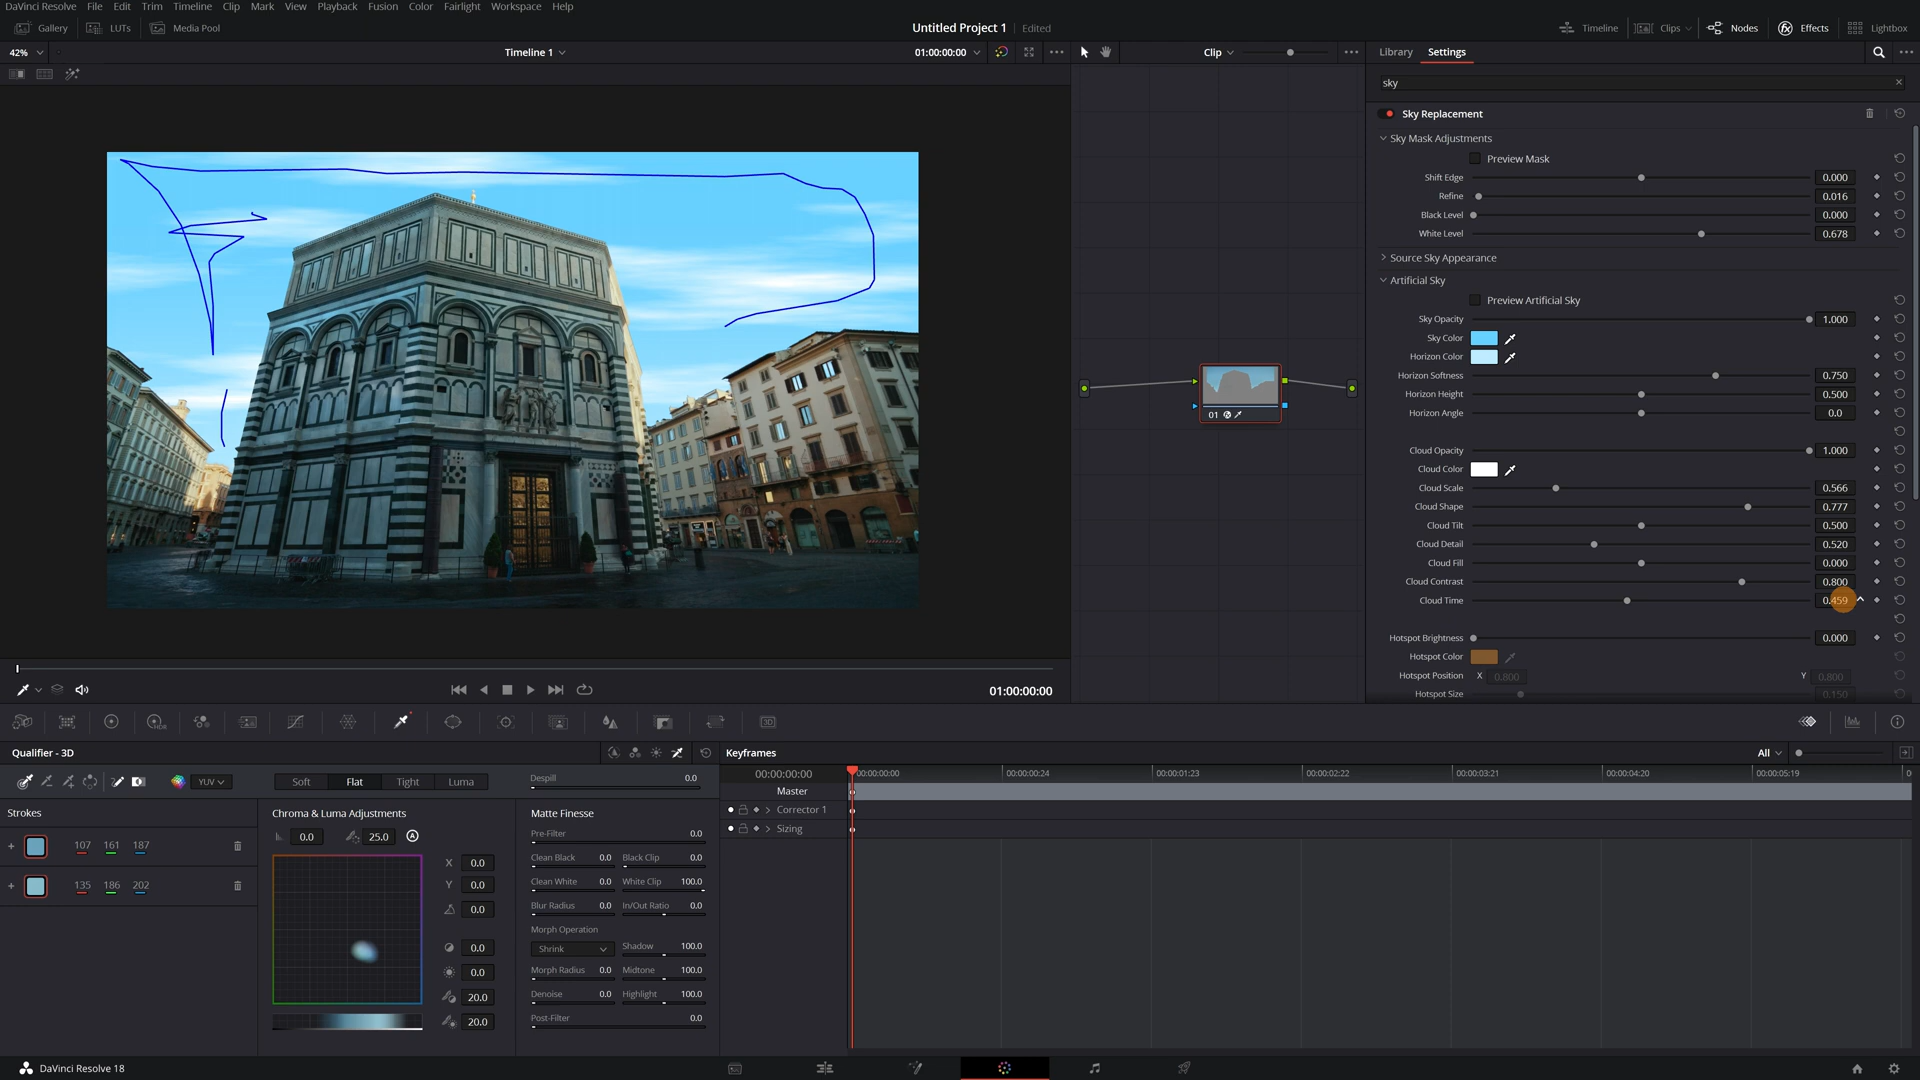 DaVinci Resolve File Edit Trim Timeline Clip Mark View Playback Fusion Color Fairlight Workspace Help
Gallery LUTs Media Pool Untitled Project 1 Edited Timeline Clips Nodes Effects Lightbox
42% Timeline 1 01:00:00:00 Clip Library Settings
sky
Sky Replacement
Sky Mask Adjustments
Preview Mask
Shift Edge 0.000
Refine 0.016
Black Level 0.000
White Level 0.678
Source Sky Appearance
Artificial Sky
Preview Artificial Sky
Sky Opacity 1.000
Sky Color
Horizon Color
Horizon Softness 0.750
Horizon Height 0.500
Horizon Angle 0.0
01
Cloud Opacity 1.000
Cloud Color
Cloud Scale 0.566
Cloud Shape 0.777
Cloud Tilt 0.500
Cloud Detail 0.520
Cloud Fill 0.000
Cloud Contrast 0.800
Cloud Time 0.459
Hotspot Brightness 0.000
Hotspot Color
Hotspot Position X 0.800 Y 0.800
Hotspot Size 0.150
01:00:00:00
HDR 3D
Qualifier - 3D
YUV Soft Flat Tight Luma
Despill 0.0
Strokes
107 161 187
135 186 202
Chroma & Luma Adjustments
0.0 25.0 A
X 0.0
Y 0.0
0.0
0.0
0.0
20.0
20.0
Matte Finesse
Pre-Filter 0.0
Clean Black 0.0 Black Clip 0.0
Clean White 0.0 White Clip 100.0
Blur Radius 0.0 In/Out Ratio 0.0
Morph Operation
Shrink Shadow 100.0
Morph Radius 0.0 Midtone 100.0
Denoise 0.0 Highlight 100.0
Post-Filter 0.0
Keyframes All
00:00:00:00 00:00:00:00 00:00:00:24 00:00:01:23 00:00:02:22 00:00:03:21 00:00:04:20 00:00:05:19 0
Master
Corrector 1
Sizing
DaVinci Resolve 18